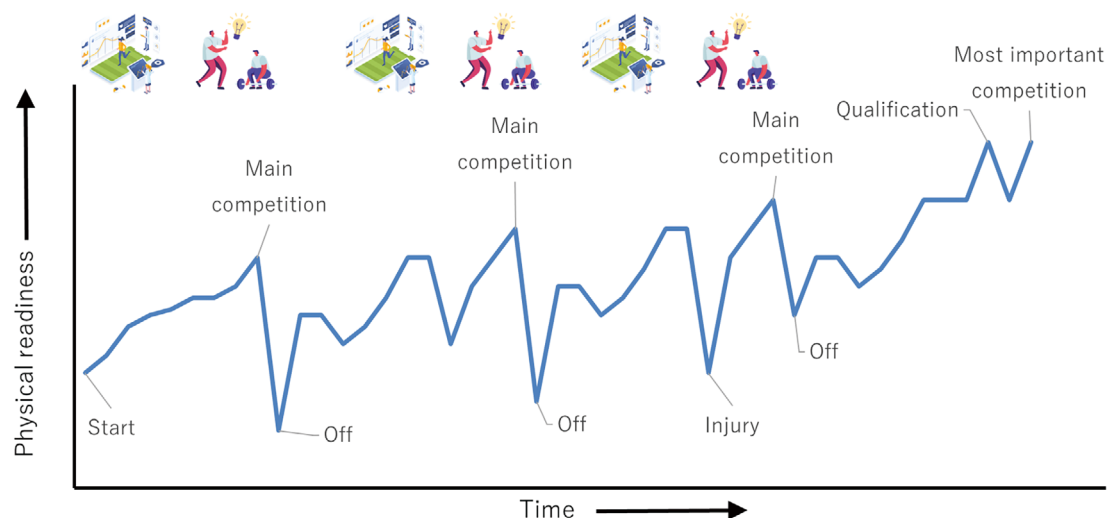 Most important
competition
Qualification
Main
competition
Main
competition
Main
competition
Physical readiness
Start
Off
Off
Injury
Off
Time